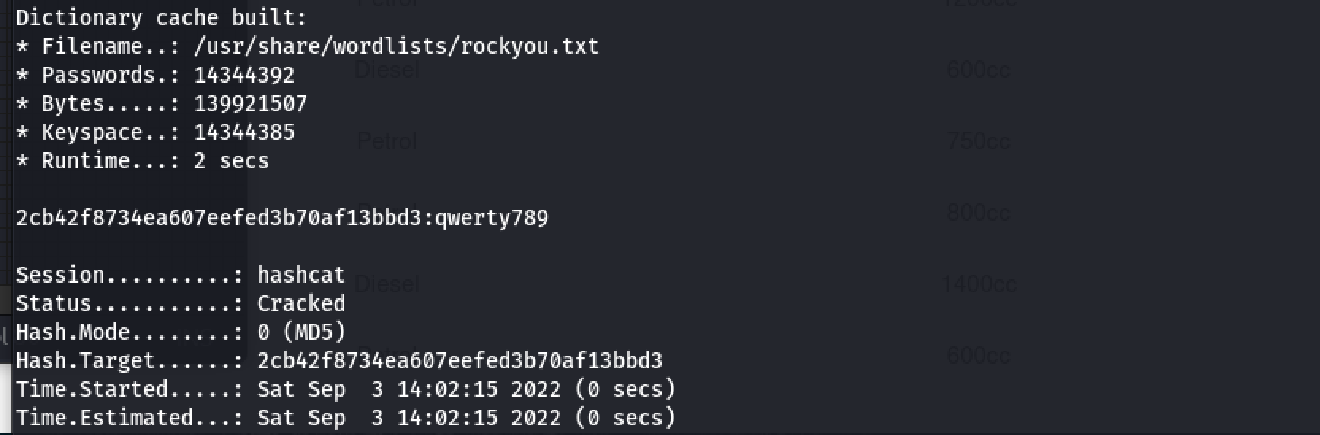 Dictionary cache built:
* Filename..: /usr/share/wordlists/rockyou.txt
* Passwords.: 14344392
* Bytes.....: 139921507
* Keyspace..: 14344385
* Runtime...: 2 secs
2cb42f8734ea607eefed3b70af13bbd3:qwerty789
Session..........: hashcat
Status...........: Cracked
Hash.Mode........: 0 (MD5)
Hash.Target......: 2cb42f8734ea607eefed3b70af13bbd3
Time.Started.....: Sat Sep  3 14:02:15 2022 (0 secs)
Time.Estimated...: Sat Sep  3 14:02:15 2022 (0 secs)
Petrol 1200cc
Diesel 600cc
Petrol 750cc
800cc
Diesel 1400cc
600cc